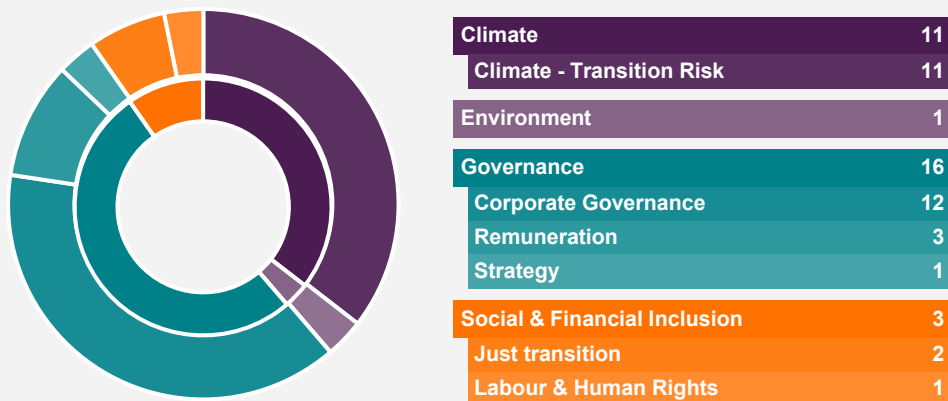 Climate 11
Climate - Transition Risk 11
Environment 1
Governance 16
Corporate Governance 12
Remuneration 3
Strategy 1
Social & Financial Inclusion 3
Just transition 2
Labour & Human Rights 1